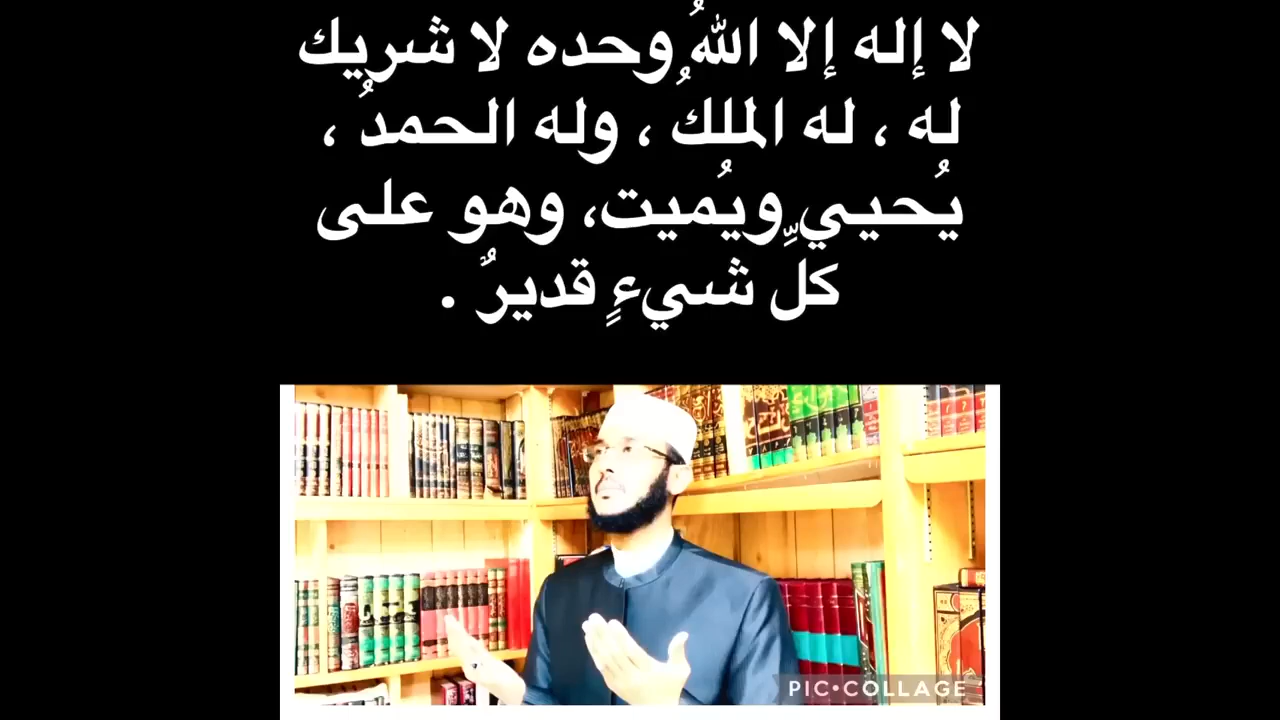 لا إله إلا اللهُ وحده لا شريك
له ، له الملكُ ، وله الحمدُ ،
يُحيي ويُميت، وهو على
كلِّ شيءٍ قديرٌ .
PIC•COLLAGE